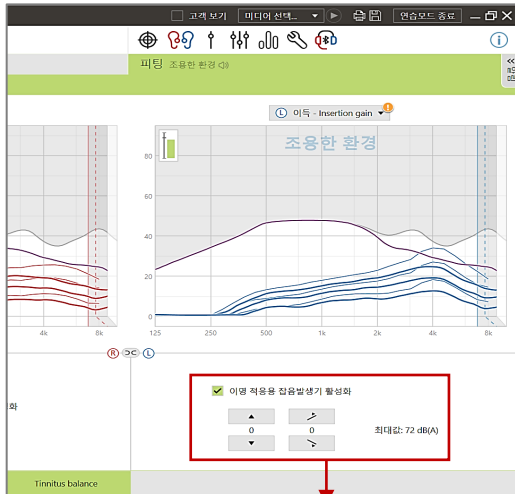 고객 보기 미디어 선택... 연습모드 종료
피팅 조용한 환경
L 이득 - Insertion gain
조용한 환경
80
60
40
20
0
4k 8k 125 250 500 1k 2k 4k 8k
R L
이명 적응용 잡음발생기 활성화
화
0 0 최대값: 72 dB(A)
Tinnitus balance